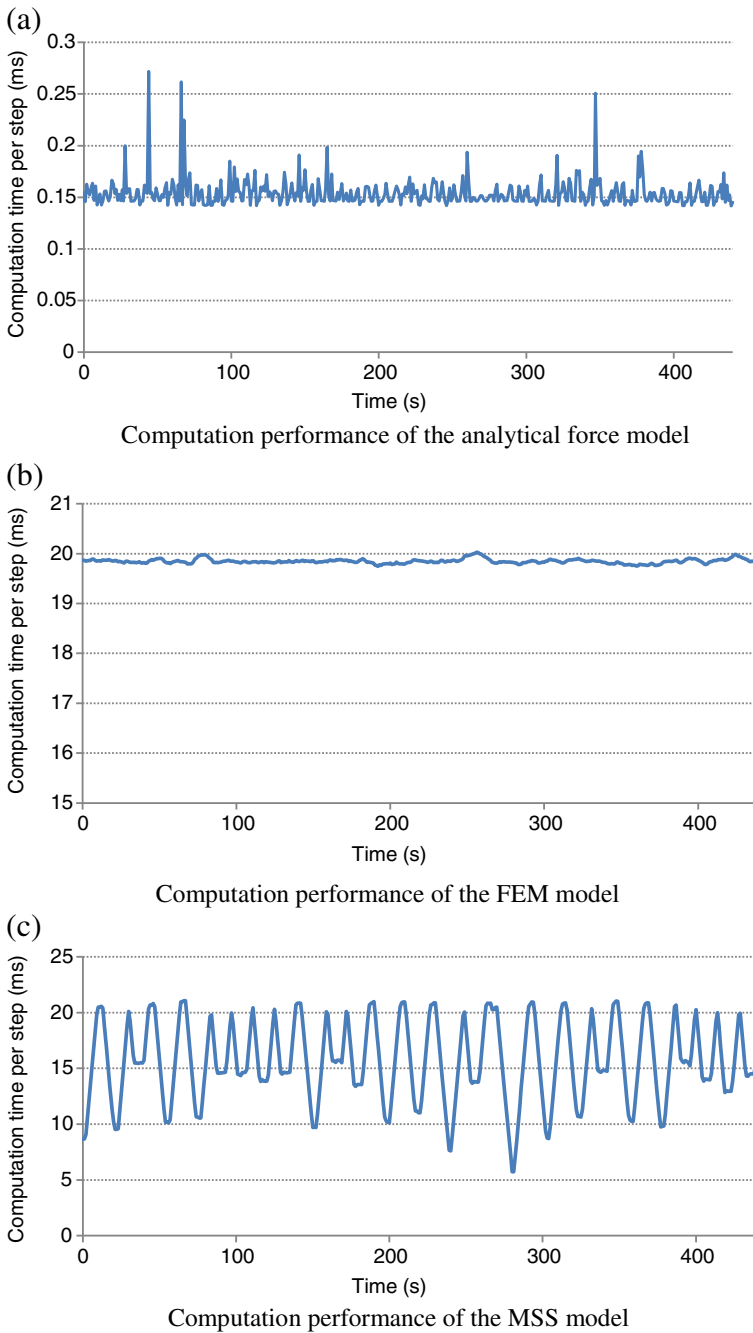 (a)
Computation time per step (ms)
0.3
0.25
0.2
0.15
0.1
0.05
0
0 100 200 300 400
Time (s)
Computation performance of the analytical force model
(b)
Computation time per step (ms)
21
20
19
18
17
16
15
0 100 200 300 400
Time (s)
Computation performance of the FEM model
(c)
Computation time per step (ms)
25
20
15
10
5
0
0 100 200 300 400
Time (s)
Computation performance of the MSS model